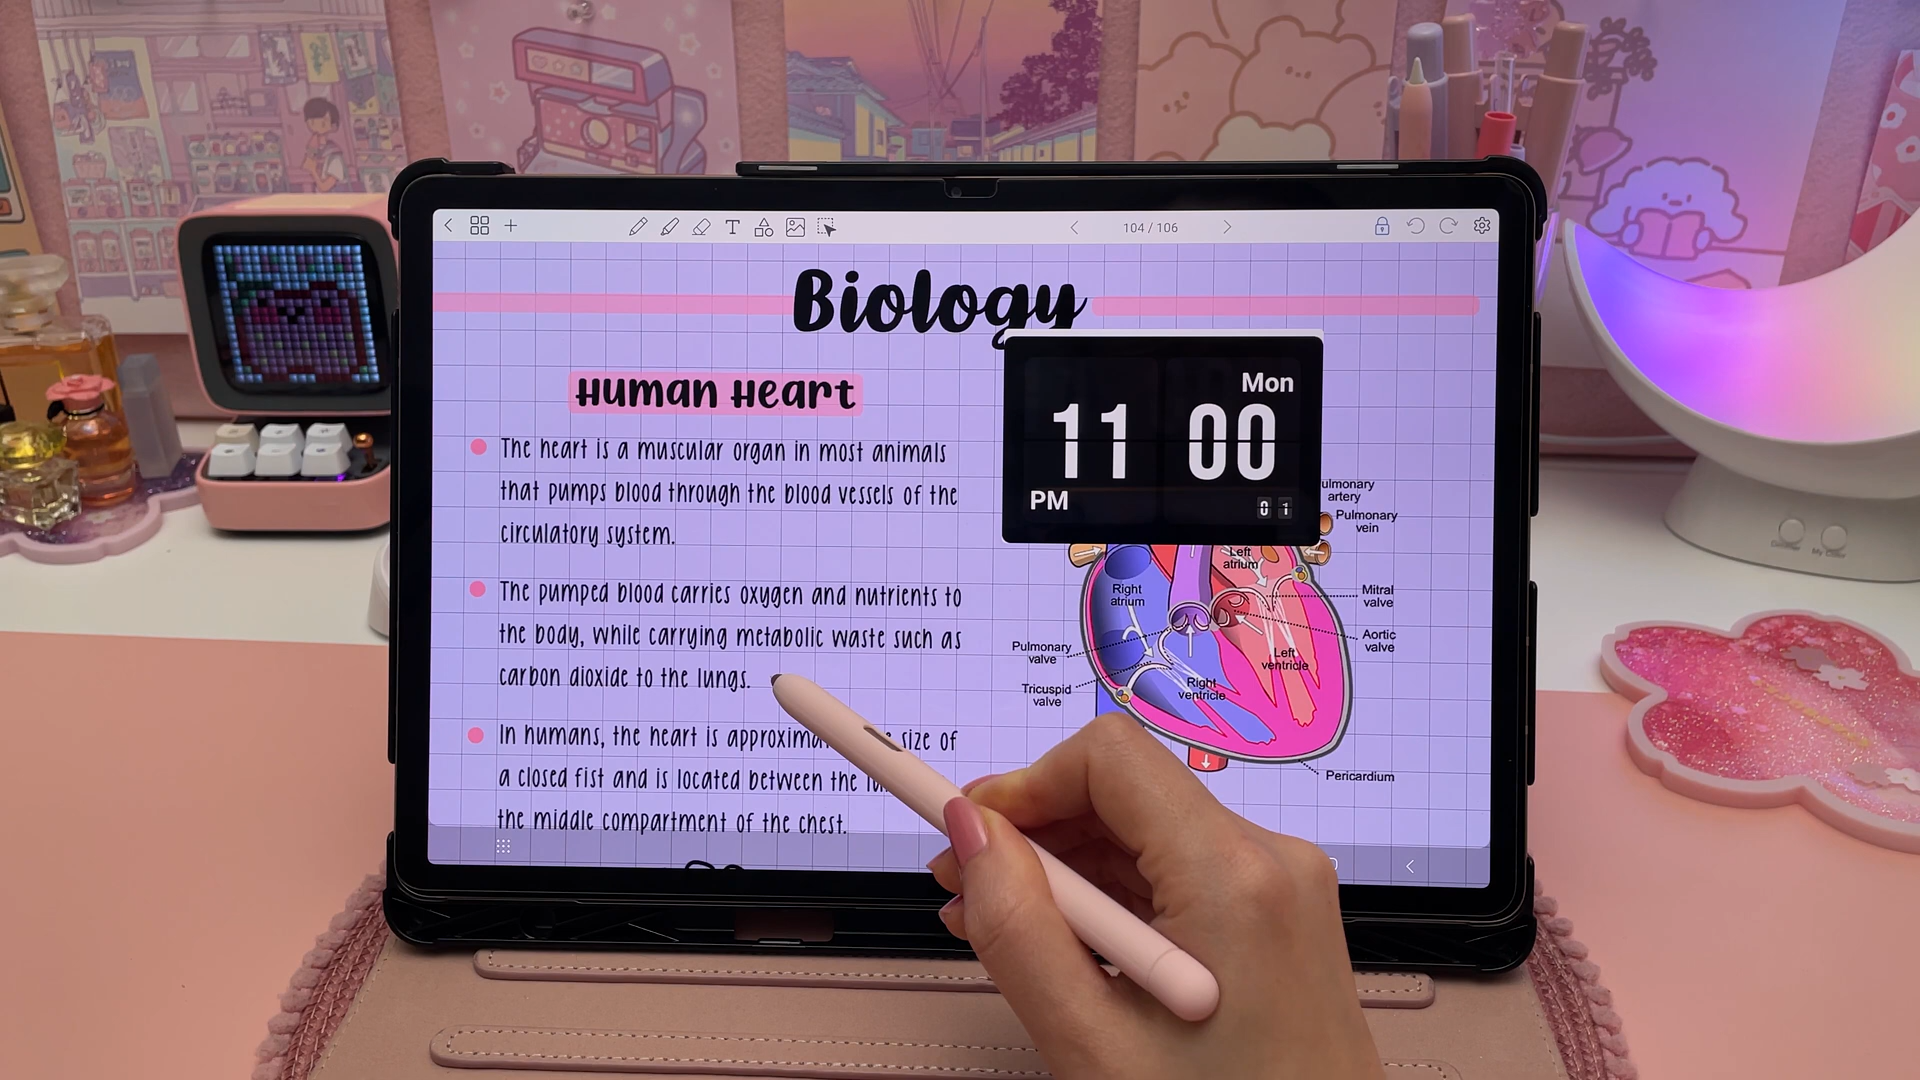 104 / 106
Biology
Human Heart
The heart is a muscular organ in most animals
that pumps blood through the blood vessels of the
circulatory system.
The pumped blood carries oxygen and nutrients to
the body, while carrying metabolic waste such as
carbon dioxide to the lungs.
In humans, the heart is size of
a closed fist and is located between the
the middle compartment of the chest.
Mon
11 00
PM
01
artery
Pulmonary
vein
Left
atrium
Right
atrium
Mitral
valve
Aortic
valve
Pulmonary
valve
Left
ventricle
Tricuspid
valve
Right
ventricle
Pericardium